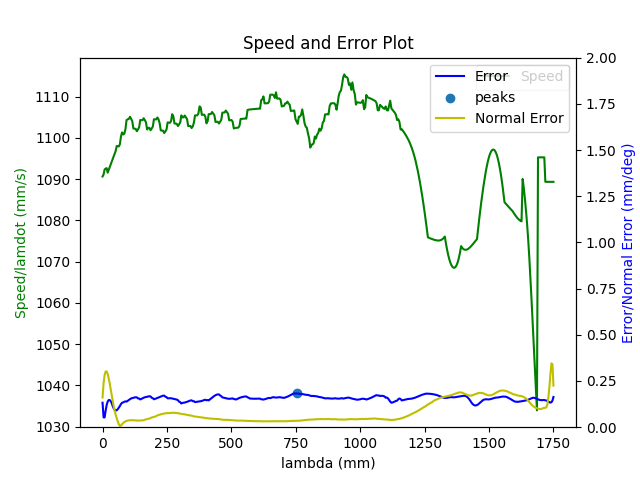 Speed and Error Plot
Error
Speed
peaks
Normal Error
Speed/lamdot (mm/s)
1110
1100
1090
1080
1070
1060
1050
1040
1030
2.00
1.75
1.50
1.25
1.00
0.75
0.50
0.25
0.00
Error/Normal Error (mm/deg)
0 250 500 750 1000 1250 1500 1750
lambda (mm)